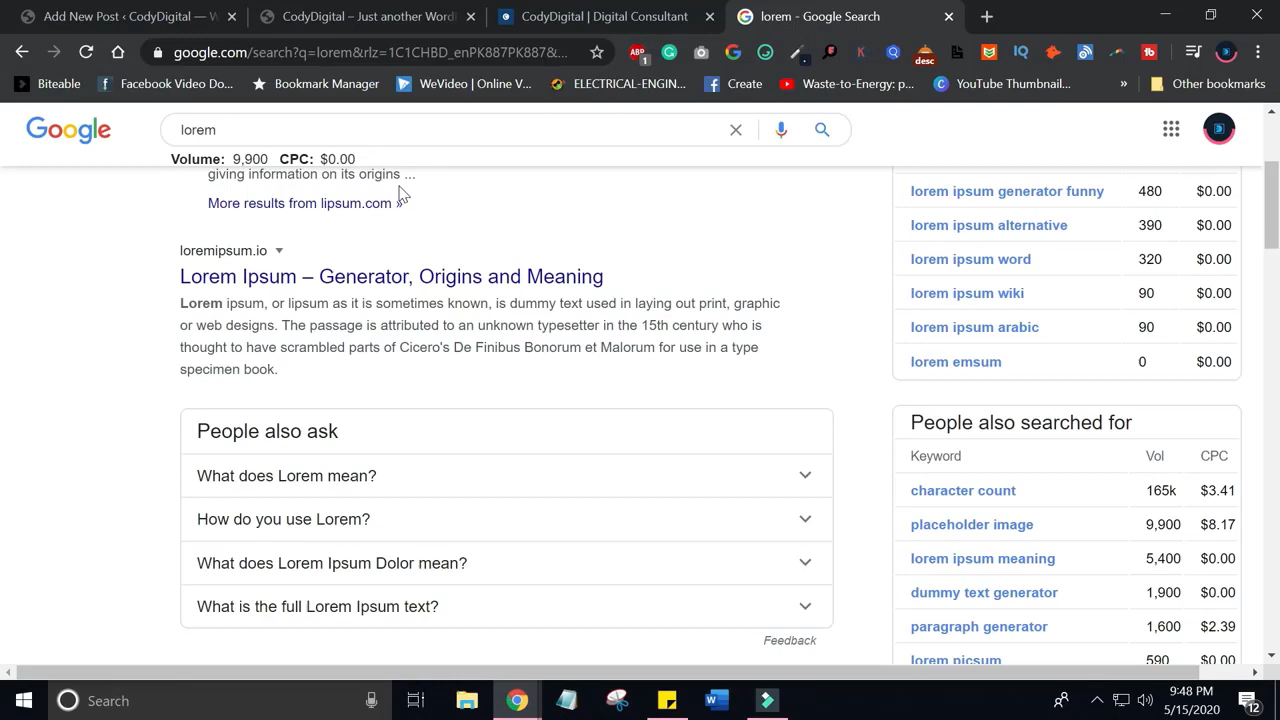 Add New Post ‹ CodyDigital — W
CodyDigital – Just another Word
CodyDigital | Digital Consultant
lorem - Google Search
google.com/search?q=lorem&rlz=1C1CHBD_enPK887PK887&...
ABP
1
desc
IQ
Biteable
Facebook Video Do...
Bookmark Manager
WeVideo | Online V...
ELECTRICAL-ENGIN...
Create
Waste-to-Energy: p...
YouTube Thumbnail...
»
Other bookmarks
Google
lorem
Volume: 9,900 CPC: $0.00
giving information on its origins ...
More results from lipsum.com »
loremipsum.io
Lorem Ipsum – Generator, Origins and Meaning
Lorem ipsum, or lipsum as it is sometimes known, is dummy text used in laying out print, graphic
or web designs. The passage is attributed to an unknown typesetter in the 15th century who is
thought to have scrambled parts of Cicero's De Finibus Bonorum et Malorum for use in a type
specimen book.
People also ask
What does Lorem mean?
How do you use Lorem?
What does Lorem Ipsum Dolor mean?
What is the full Lorem Ipsum text?
Feedback
lorem ipsum generator funny 480 $0.00
lorem ipsum alternative 390 $0.00
lorem ipsum word 320 $0.00
lorem ipsum wiki 90 $0.00
lorem ipsum arabic 90 $0.00
lorem emsum 0 $0.00
People also searched for
Keyword Vol CPC
character count 165k $3.41
placeholder image 9,900 $8.17
lorem ipsum meaning 5,400 $0.00
dummy text generator 1,900 $0.00
paragraph generator 1,600 $2.39
lorem picsum 590 $0.00
Search
9:48 PM
5/15/2020
12